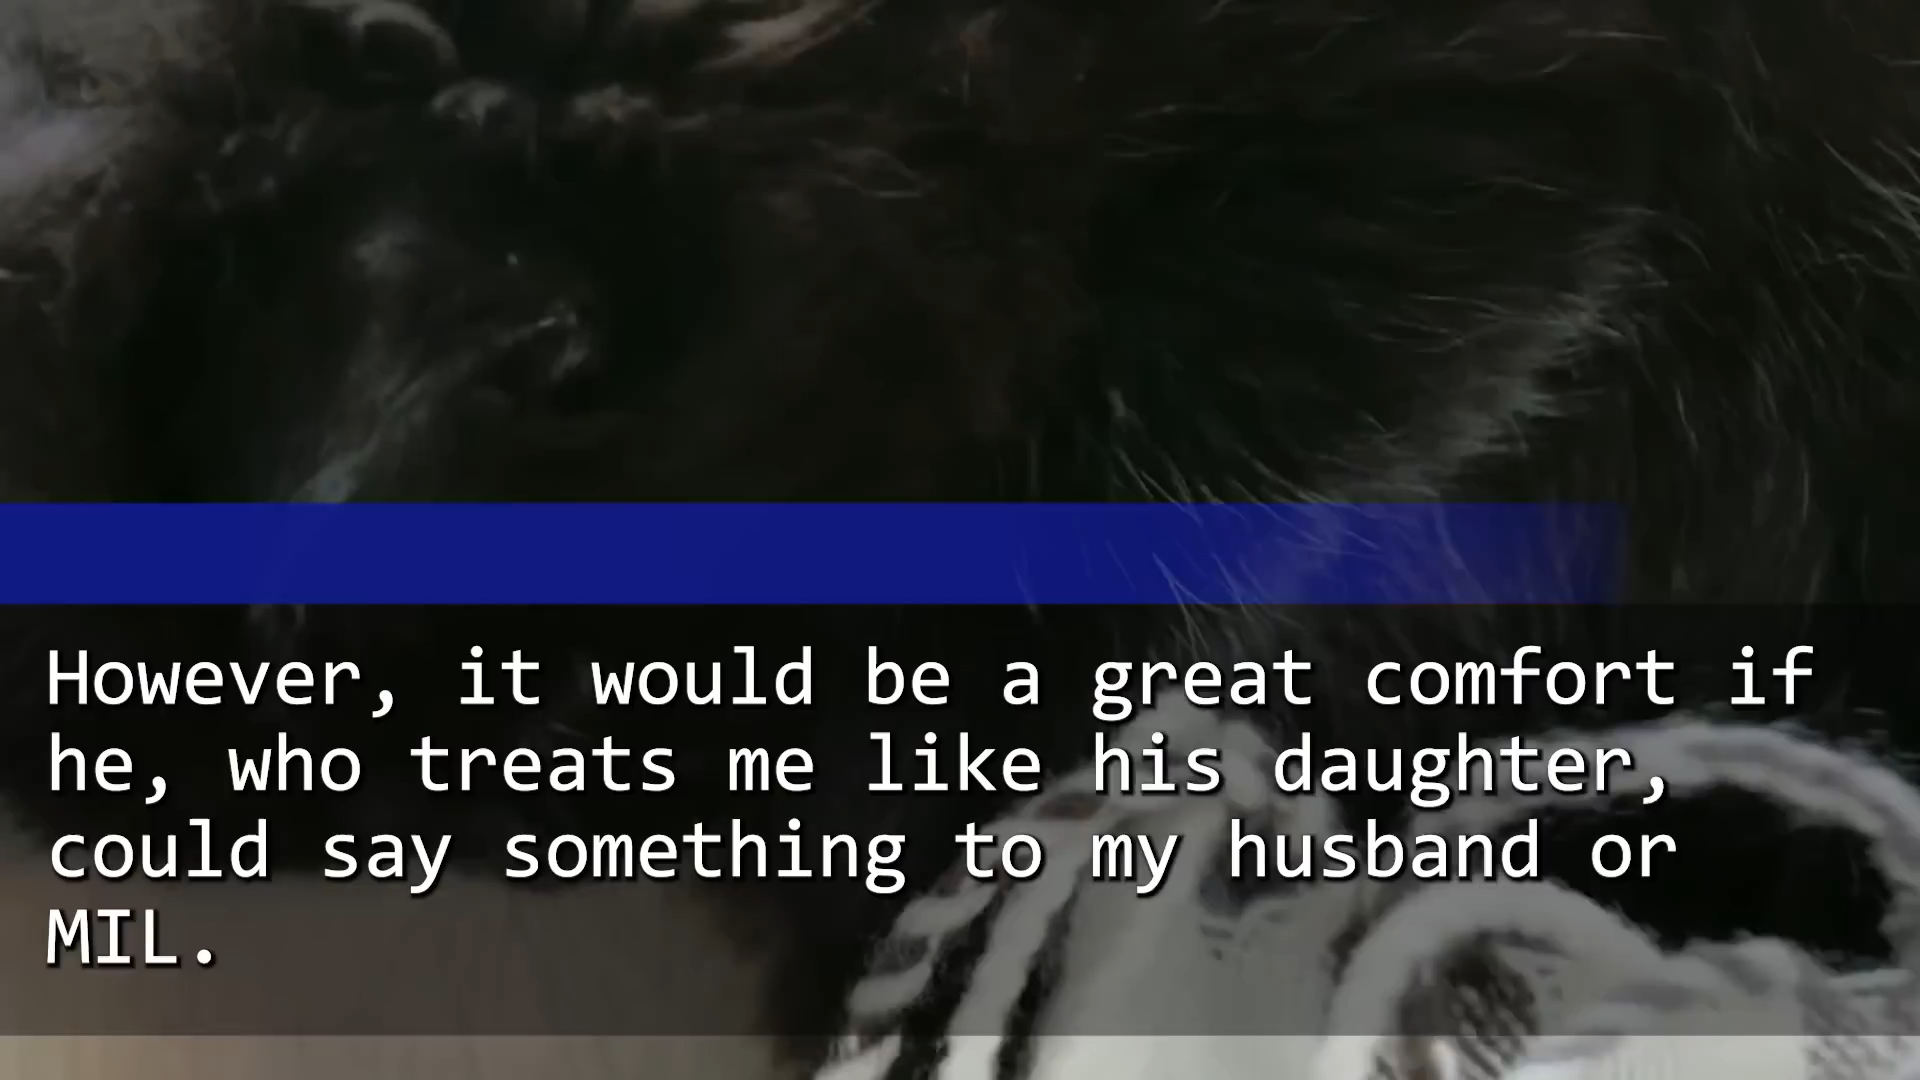 However, it would be a great comfort if
he, who treats me like his daughter,
could say something to my husband or
MIL.